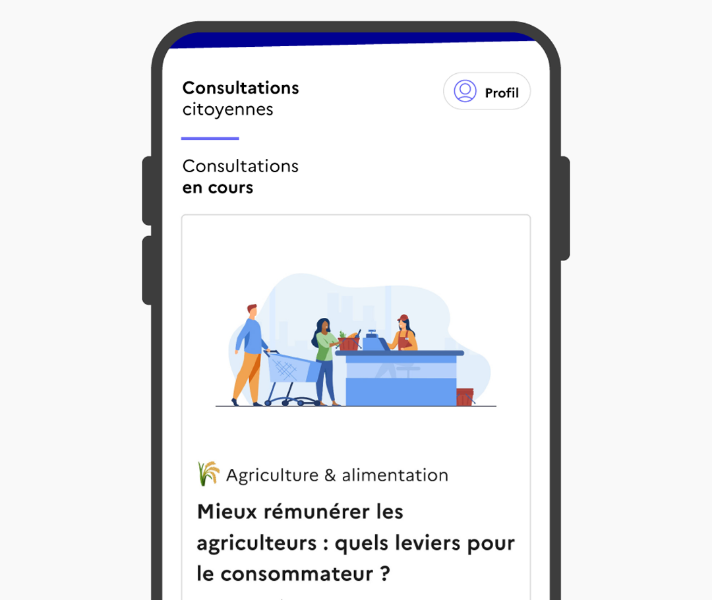 Consultations
citoyennes
Profil
Consultations
en cours
Agriculture & alimentation
Mieux rémunérer les
agriculteurs : quels leviers pour
le consommateur ?